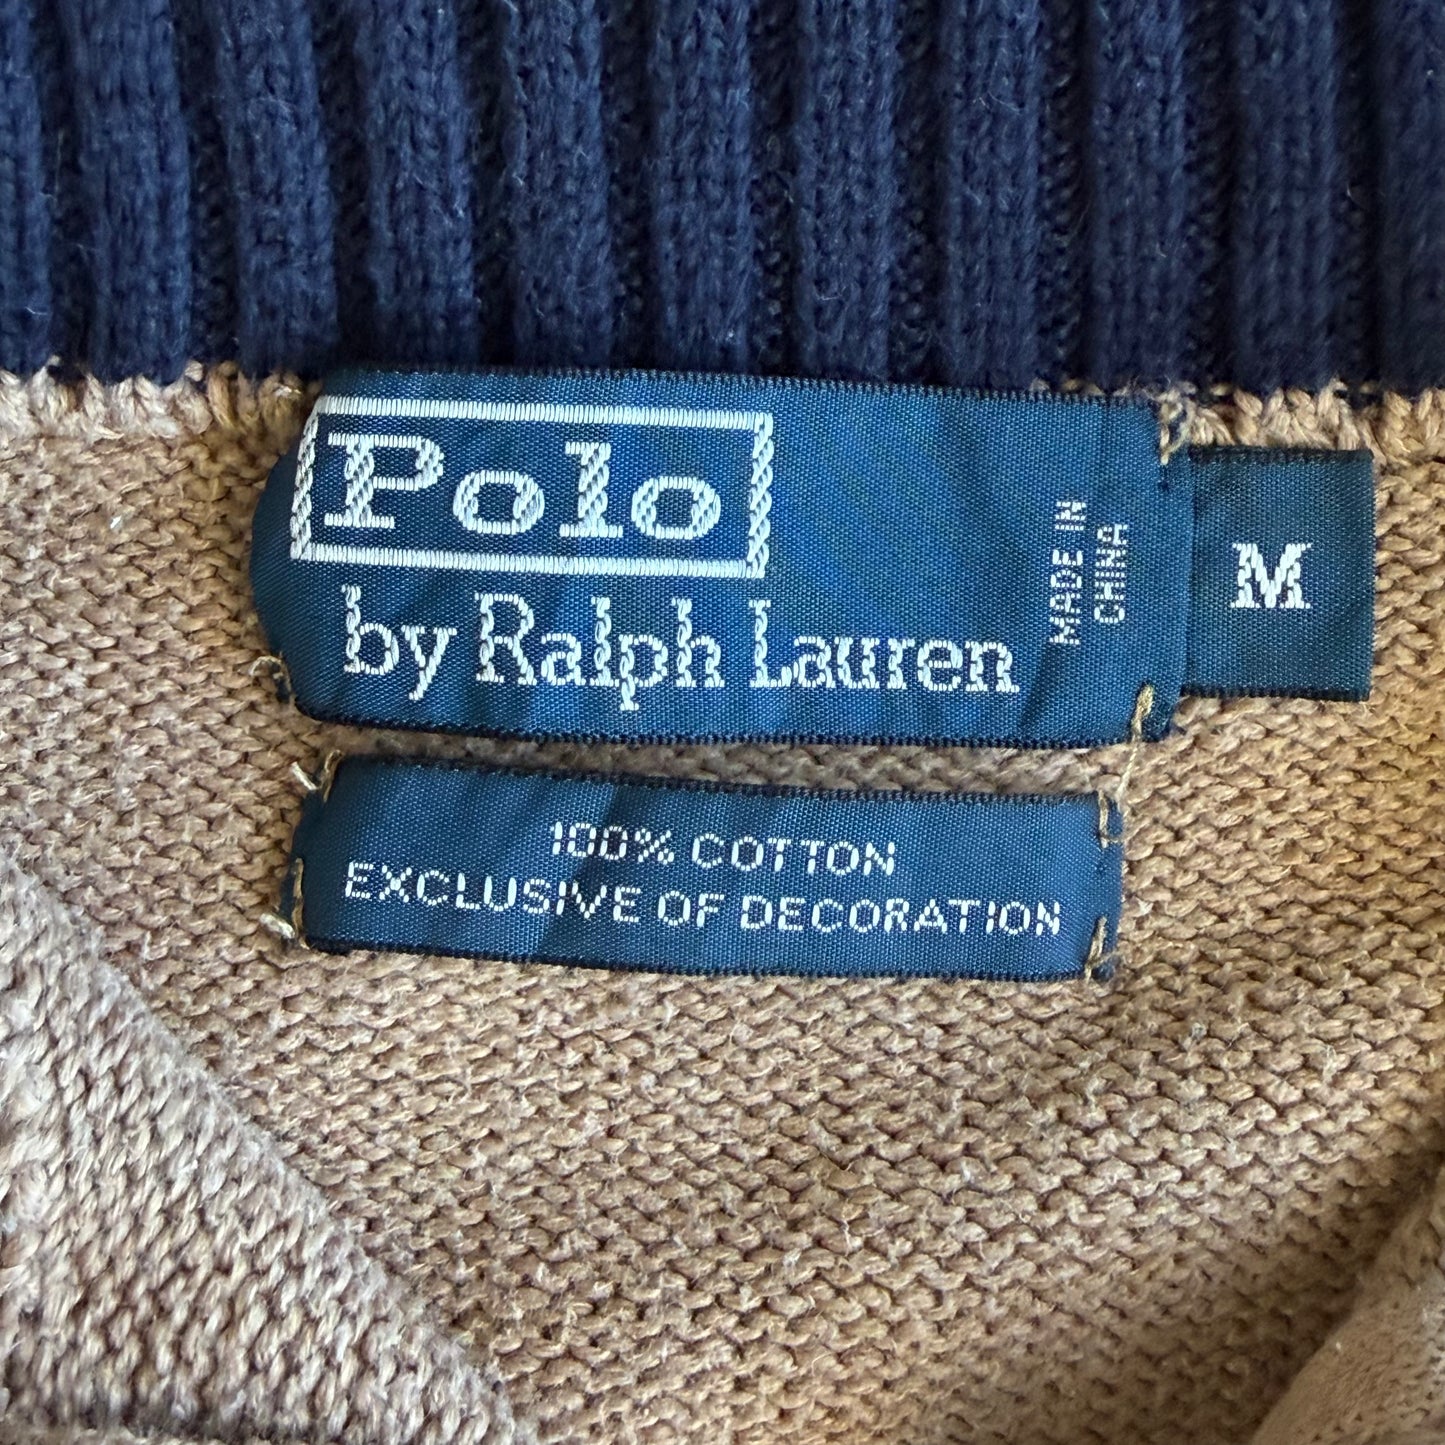 Polo
by Ralph Lauren
MADE IN
CHINA
M
100% COTTON
EXCLUSIVE OF DECORATION